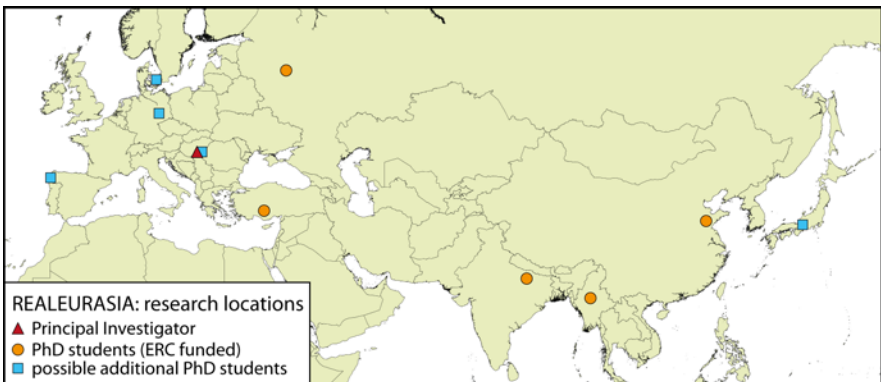 REALEURASIA: research locations
Principal Investigator
PhD students (ERC funded)
possible additional PhD students